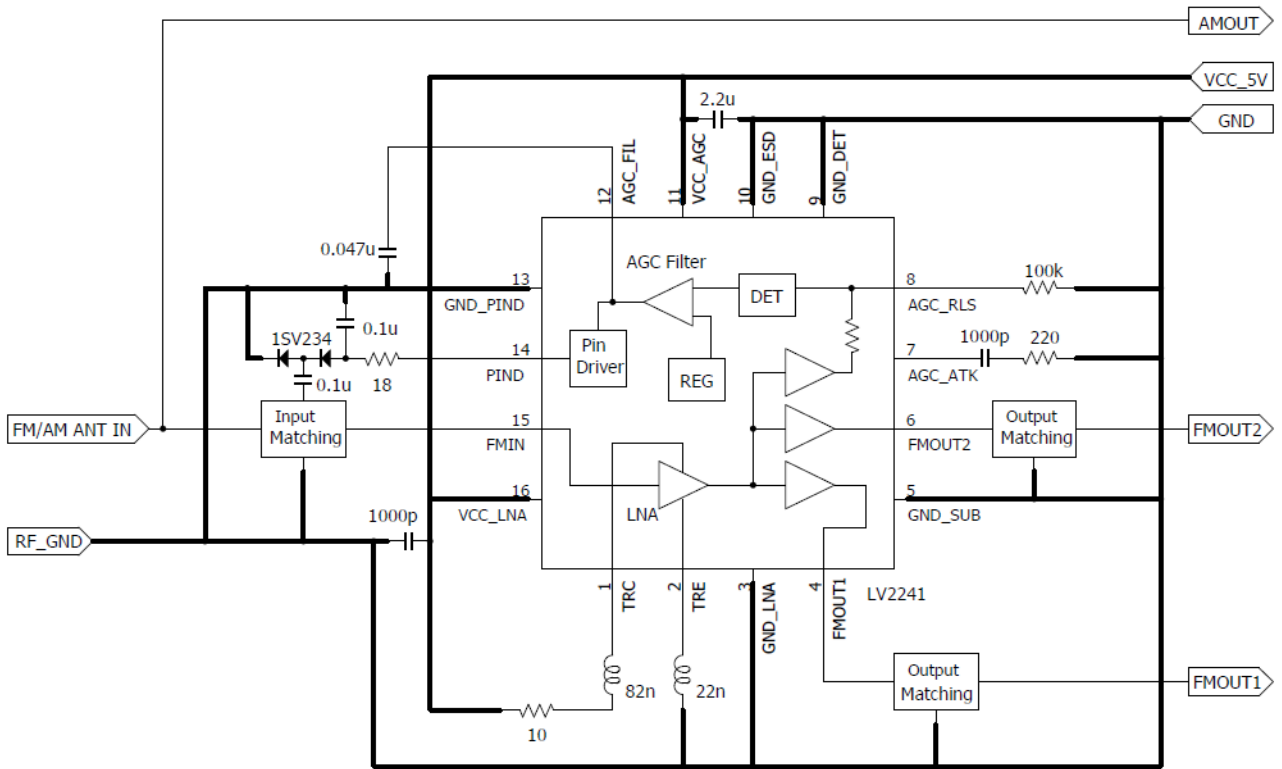 AMOUT
VCC_5V
2.2u
GND
AGC_FIL
VCC_AGC
GND_ESD
GND_DET
12
11
10
9
0.047u
AGC Filter
13
GND_PIND
DET
8
AGC_RLS
100k
0.1u
1SV234
14
PIND
Pin
Driver
REG
7
AGC_ATK
1000p
220
0.1u
18
FM/AM ANT IN
Input
Matching
15
FMIN
6
FMOUT2
Output
Matching
FMOUT2
16
VCC_LNA
LNA
5
GND_SUB
1000p
RF_GND
1
TRC
2
TRE
3
GND_LNA
4
FMOUT1
LV2241
82n
22n
10
Output
Matching
FMOUT1